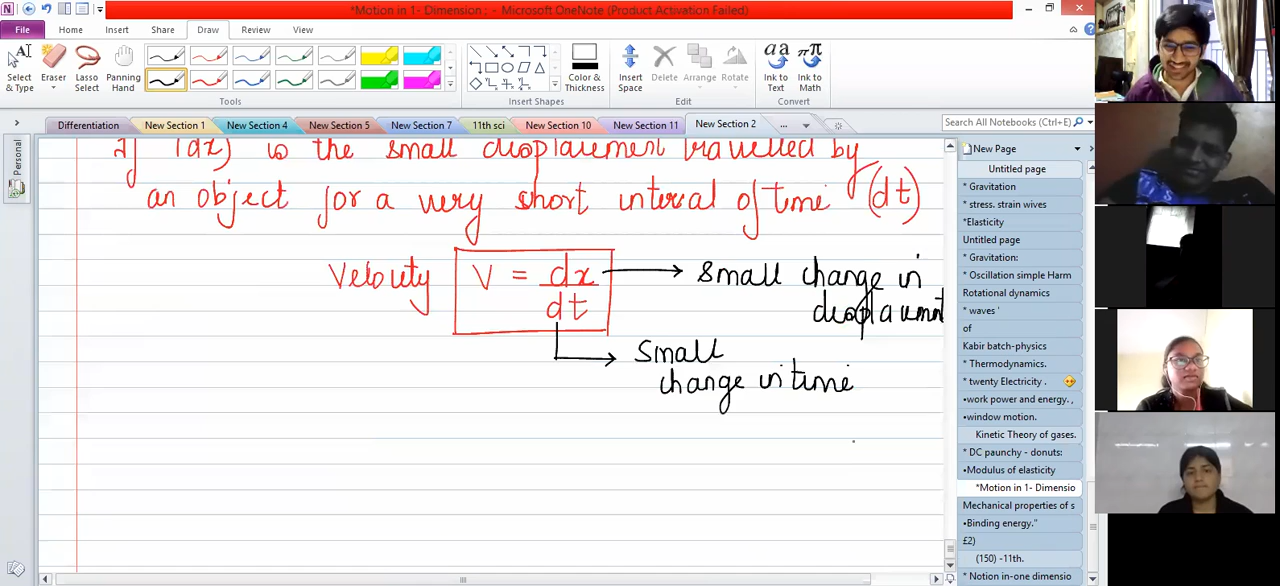 *Motion in 1- Dimension ; - Microsoft OneNote (Product Activation Failed)
File Home Insert Share Draw Review View
Select & Type
Eraser
Lasso Select
Panning Hand
Color & Thickness
Insert Space
Delete
Arrange
Rotate
Ink to Text
Ink to Math
Tools
Insert Shapes
Edit
Convert
Differentiation New Section 1 New Section 4 New Section 5 New Section 7 11th sci New Section 10 New Section 11 New Section 2 ...
Search All Notebooks (Ctrl+E)
Personal
If (dx) is the small displacement travelled by
an object for a very short interval of time (dt)
Velocity V = dx/dt → small change in
displacement
→ small
change in time
New Page
Untitled page
* Gravitation
* stress. strain wives
*Elasticity
Untitled page
* Gravitation:
* Oscillation simple Harm
Rotational dynamics
* waves '
of
Kabir batch-physics
* Thermodynamics.
* twenty Electricity .
•work power and energy. ,
•window motion.
Kinetic Theory of gases.
* DC paunchy - donuts:
•Modulus of elasticity
*Motion in 1- Dimensio
Mechanical properties of s
•Binding energy."
£2)
(150) -11th.
* Notion in-one dimensio